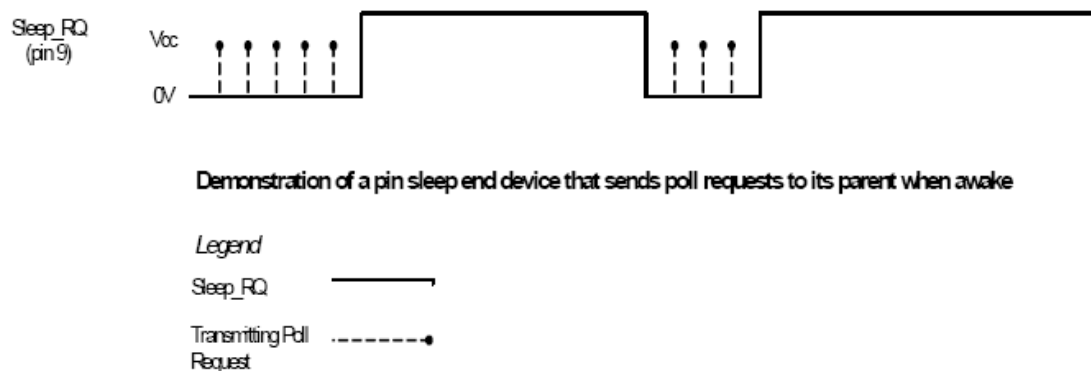 Sleep_RQ
(pin 9)
Vcc
0V
Demonstration of a pin sleep end device that sends poll requests to its parent when awake
Legend
Sleep_RQ
Transmitting Poll
Request